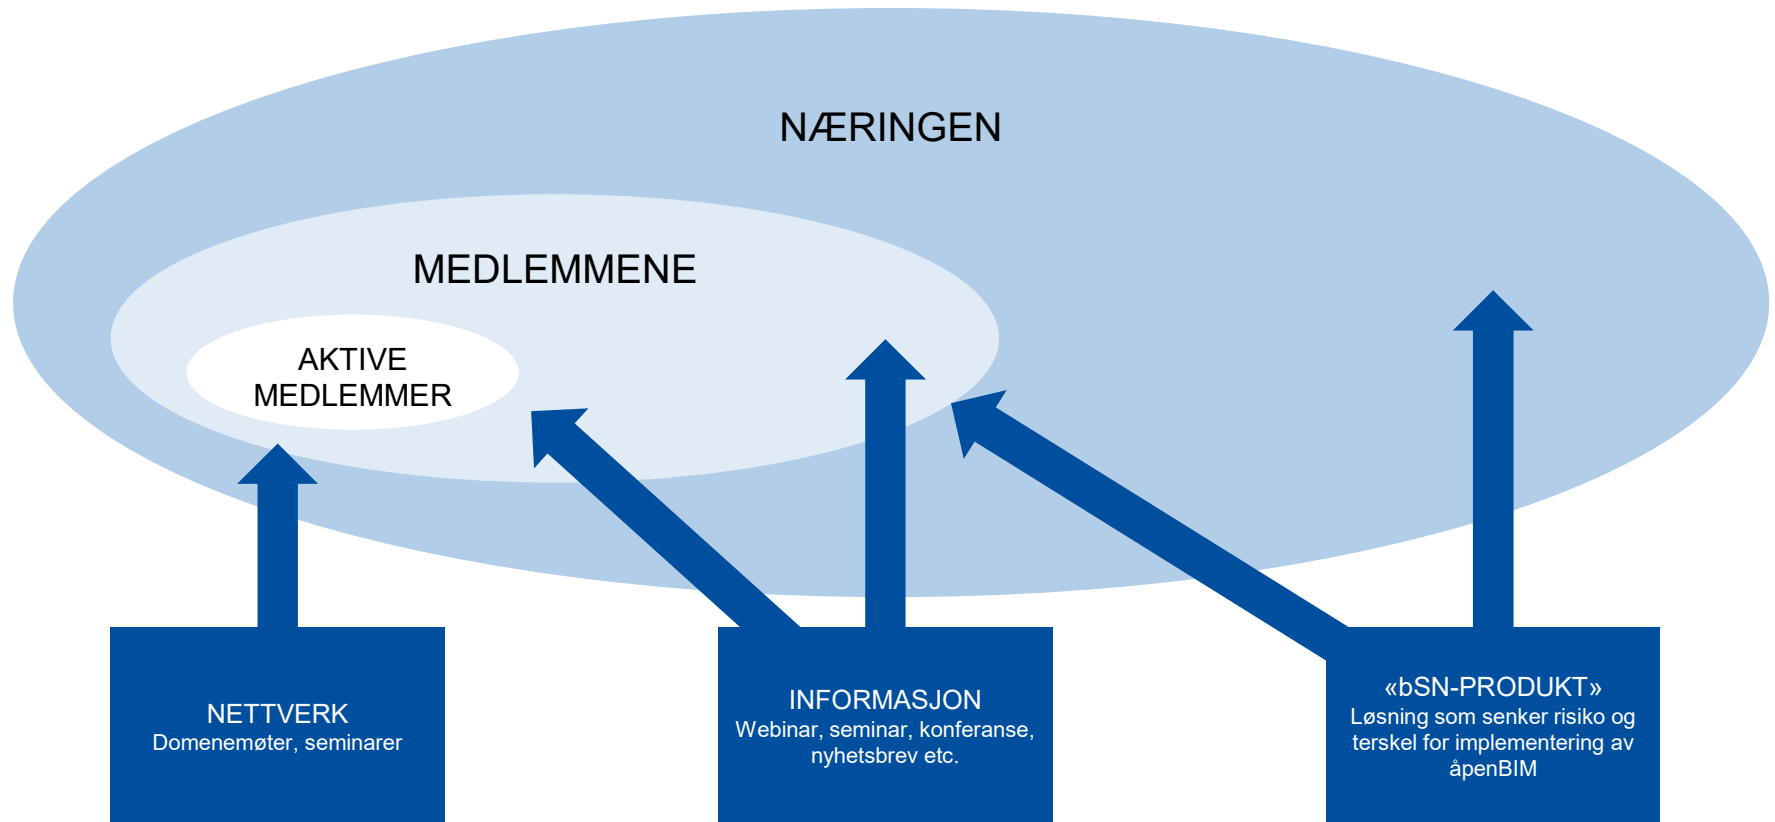 NÆRINGEN
MEDLEMMENE
AKTIVE
MEDLEMMER
NETTVERK
Domenemøter, seminarer
INFORMASJON
Webinar, seminar, konferanse,
nyhetsbrev etc.
«bSN-PRODUKT»
Løsning som senker risiko og
terskel for implementering av
åpenBIM